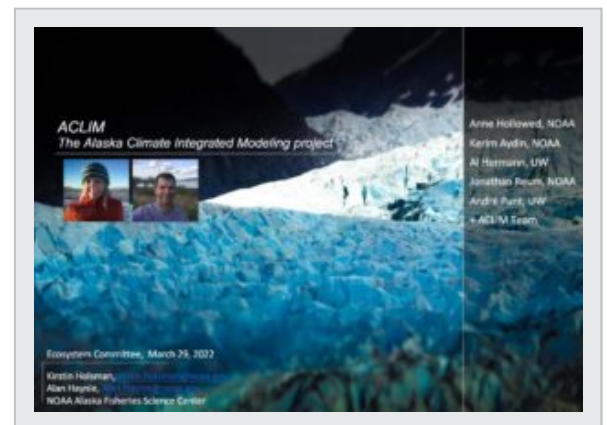 ACLIM
The Alaska Climate Integrated Modeling project
Anne Hollowed, NOAA
Kerim Aydin, NOAA
Al Hermann, UW
Jonathan Reum, NOAA
André Punt, UW
+ ACLIM Team
Ecosystem Committee, March 29, 2022
Kirstin Holsman,
Alan Haynie,
NOAA Alaska Fisheries Science Center